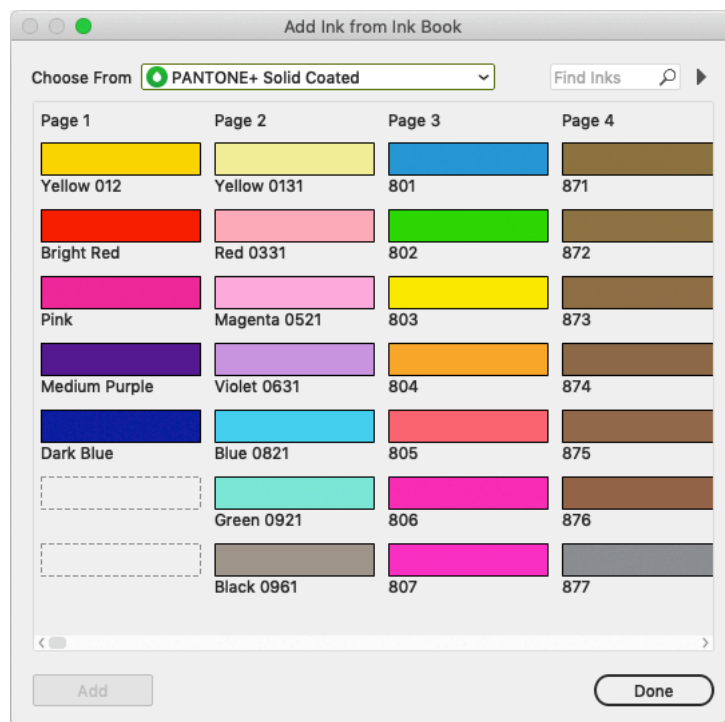 Add Ink from Ink Book
Choose From PANTONE+ Solid Coated Find Inks
Page 1 Page 2 Page 3 Page 4
Yellow 012 Yellow 0131 801 871
Bright Red Red 0331 802 872
Pink Magenta 0521 803 873
Medium Purple Violet 0631 804 874
Dark Blue Blue 0821 805 875
Green 0921 806 876
Black 0961 807 877
Add Done